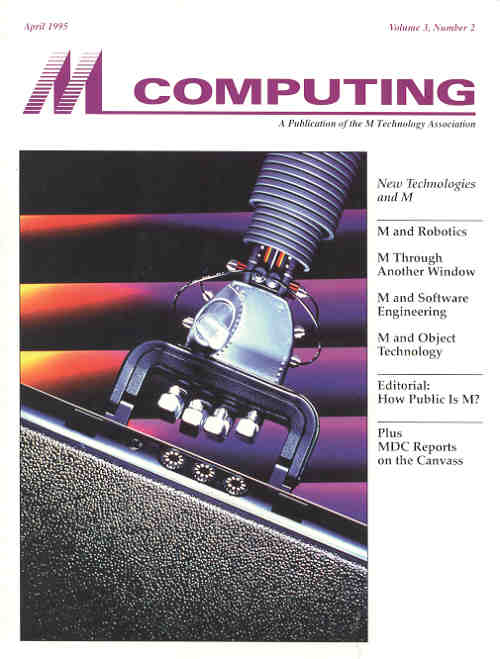 April 1995
Volume 3, Number 2
M COMPUTING
A Publication of the M Technology Association
New Technologies
and M
M and Robotics
M Through
Another Window
M and Software
Engineering
M and Object
Technology
Editorial:
How Public Is M?
Plus
MDC Reports
on the Canvass